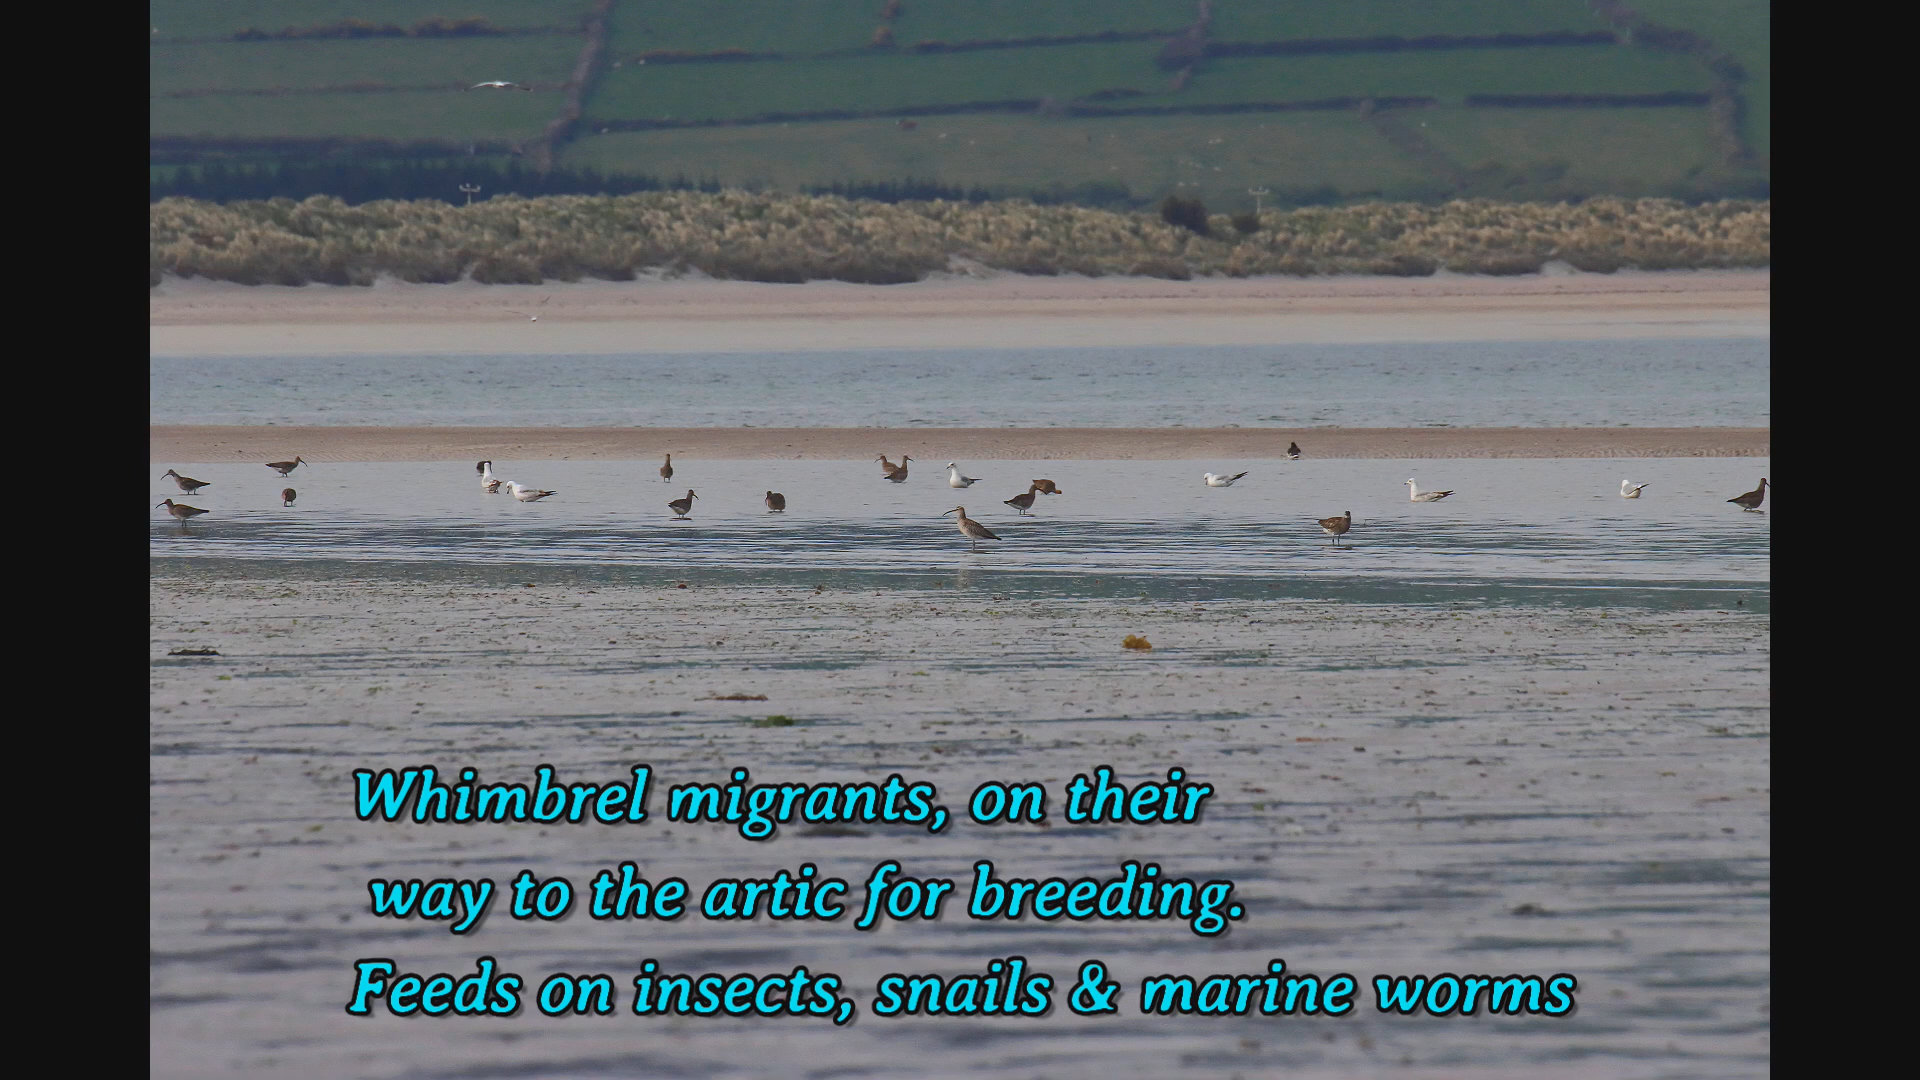 Whimbrel migrants, on their
way to the artic for breeding.
Feeds on insects, snails & marine worms